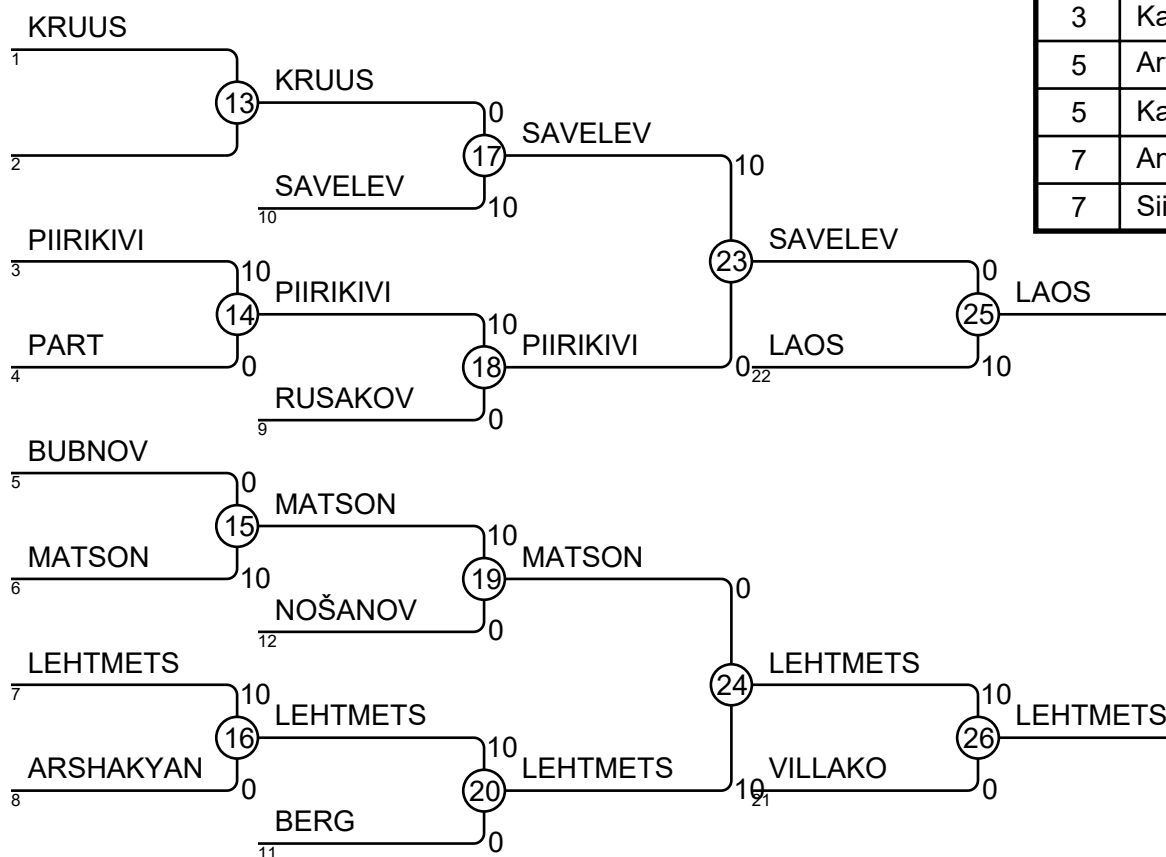 KRUUS
1
13
KRUUS
2
0
17
SAVELEV
SAVELEV
10
10
10
PIIRIKIVI
3
10
14
PIIRIKIVI
PART
4
0
10
18
PIIRIKIVI
RUSAKOV
9
0
23
SAVELEV
0
0
25
LAOS
LAOS
22
10
BUBNOV
5
0
15
MATSON
MATSON
6
10
10
19
MATSON
NOŠANOV
12
0
0
LEHTMETS
7
10
16
LEHTMETS
ARSHAKYAN
8
0
10
20
LEHTMETS
BERG
11
0
24
LEHTMETS
10
10
26
LEHTMETS
VILLAKO
21
0
3 Ka
5
5 Ka
7
7